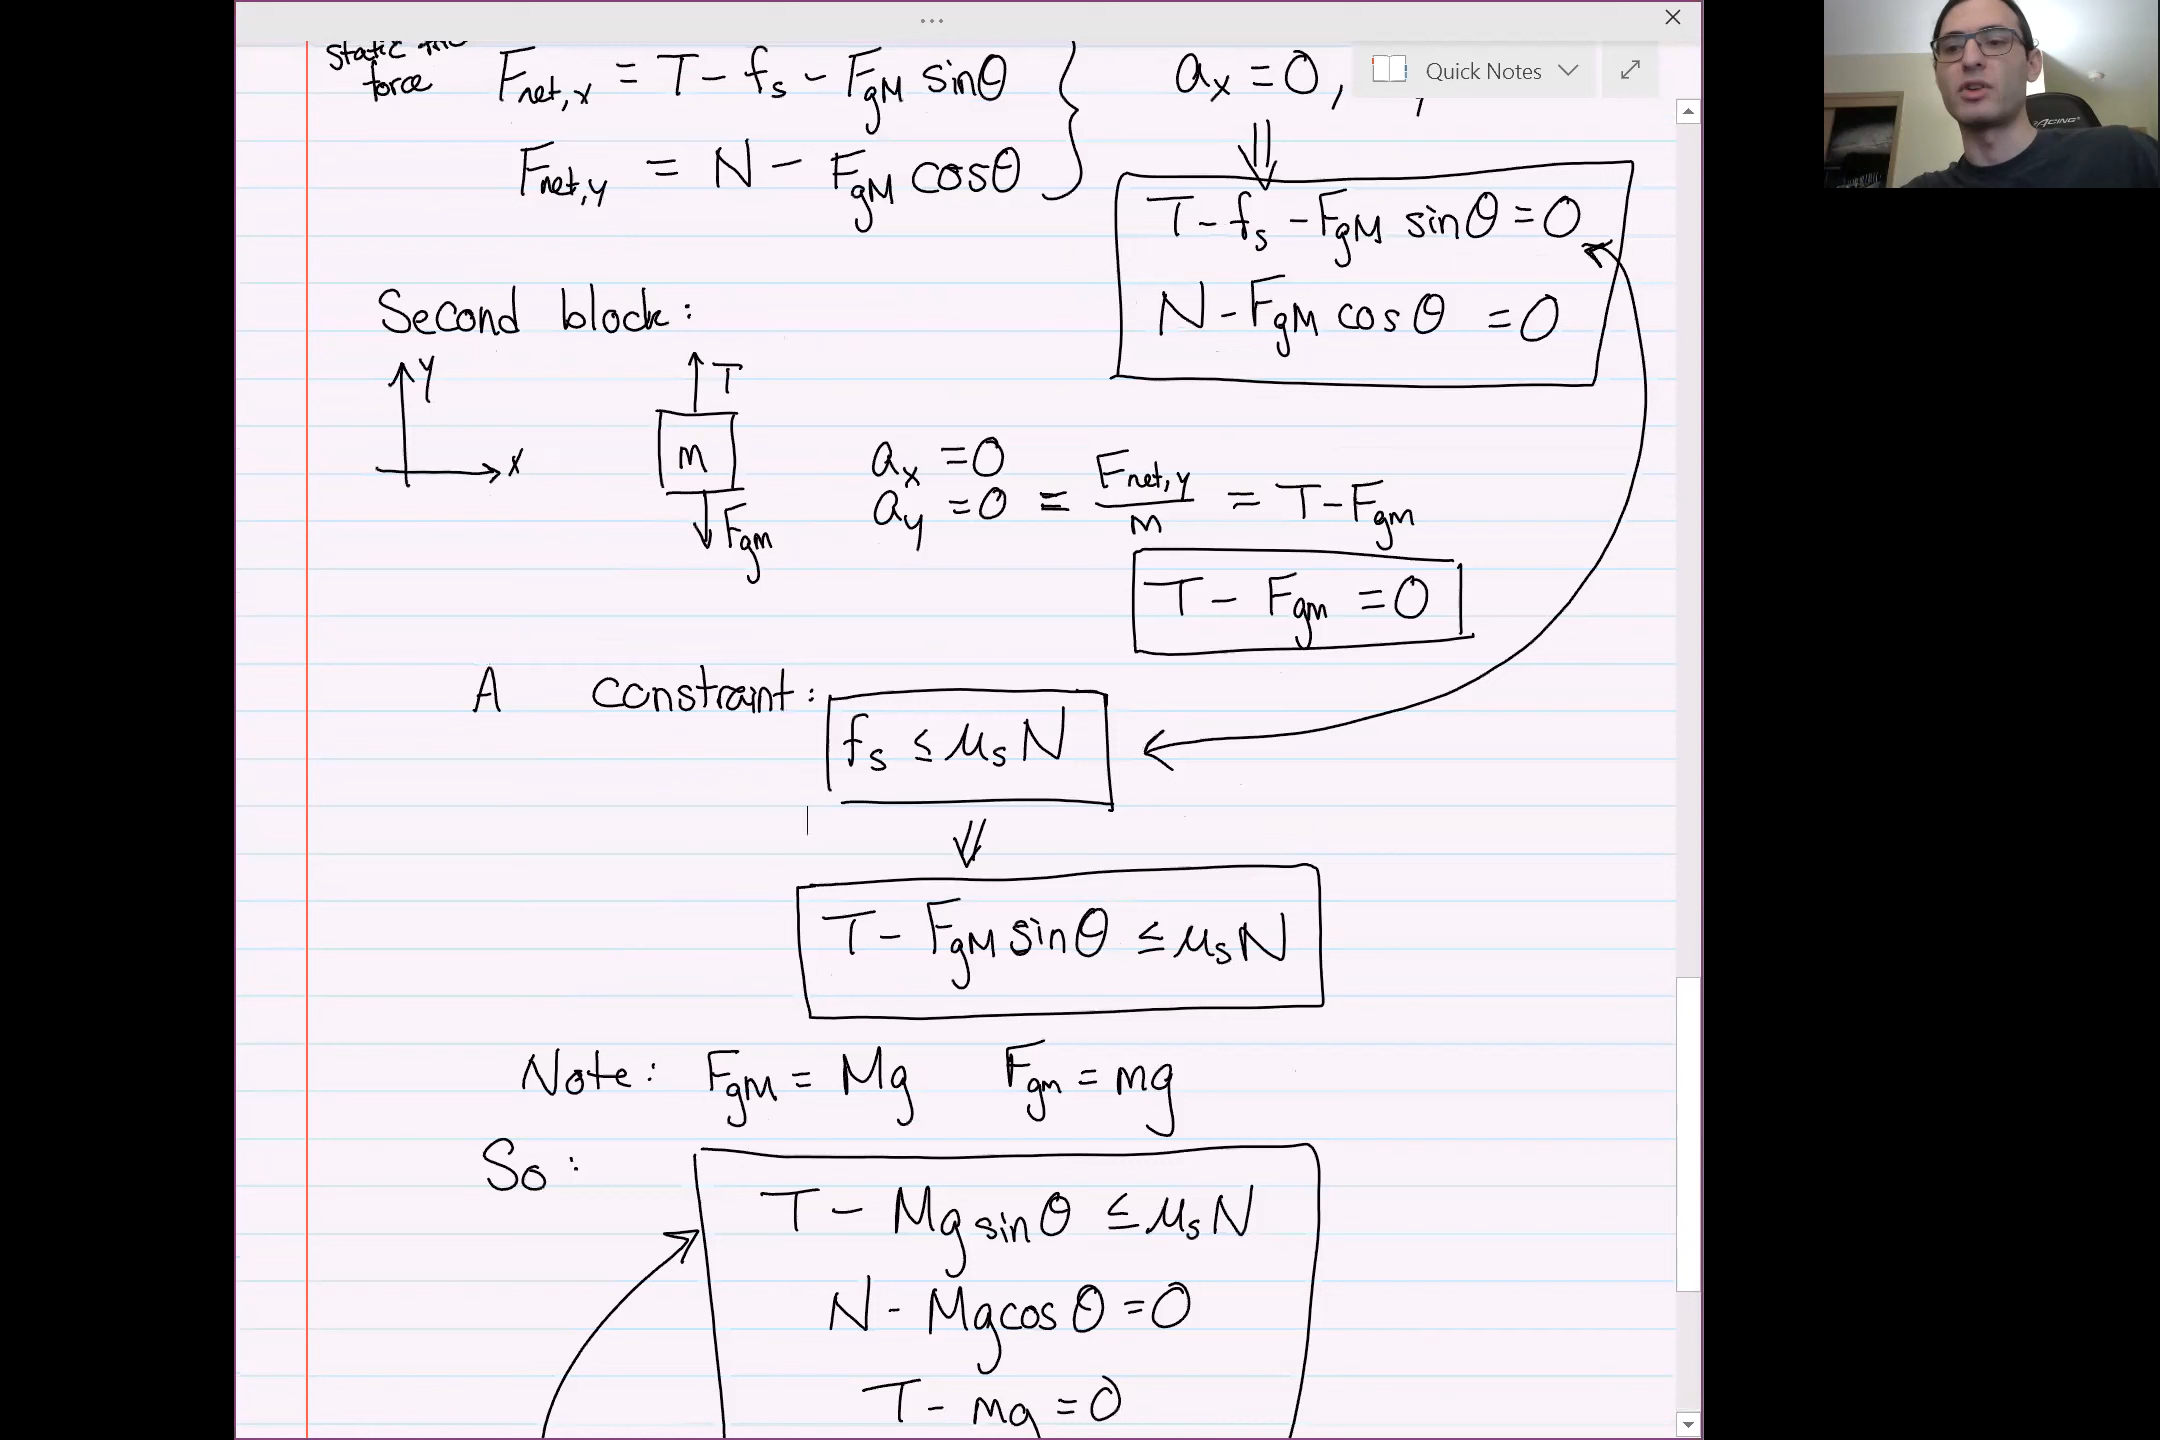 Static
force
F_net,x = T - f_s - F_gM sinθ
a_x = 0,
Quick Notes
F_net,y = N - F_gM cosθ
T - f_s - F_gM sinθ = 0
N - F_gM cosθ = 0
Second block:
y
x
T
m
F_gm
a_x = 0
a_y = 0 = F_net,y / m = T - F_gm
T - F_gm = 0
A constraint:
f_s ≤ μ_s N
T - F_gM sinθ ≤ μ_s N
Note: F_gM = Mg F_gm = mg
So:
T - Mg sinθ ≤ μ_s N
N - Mg cosθ = 0
T - mg = 0
RACING